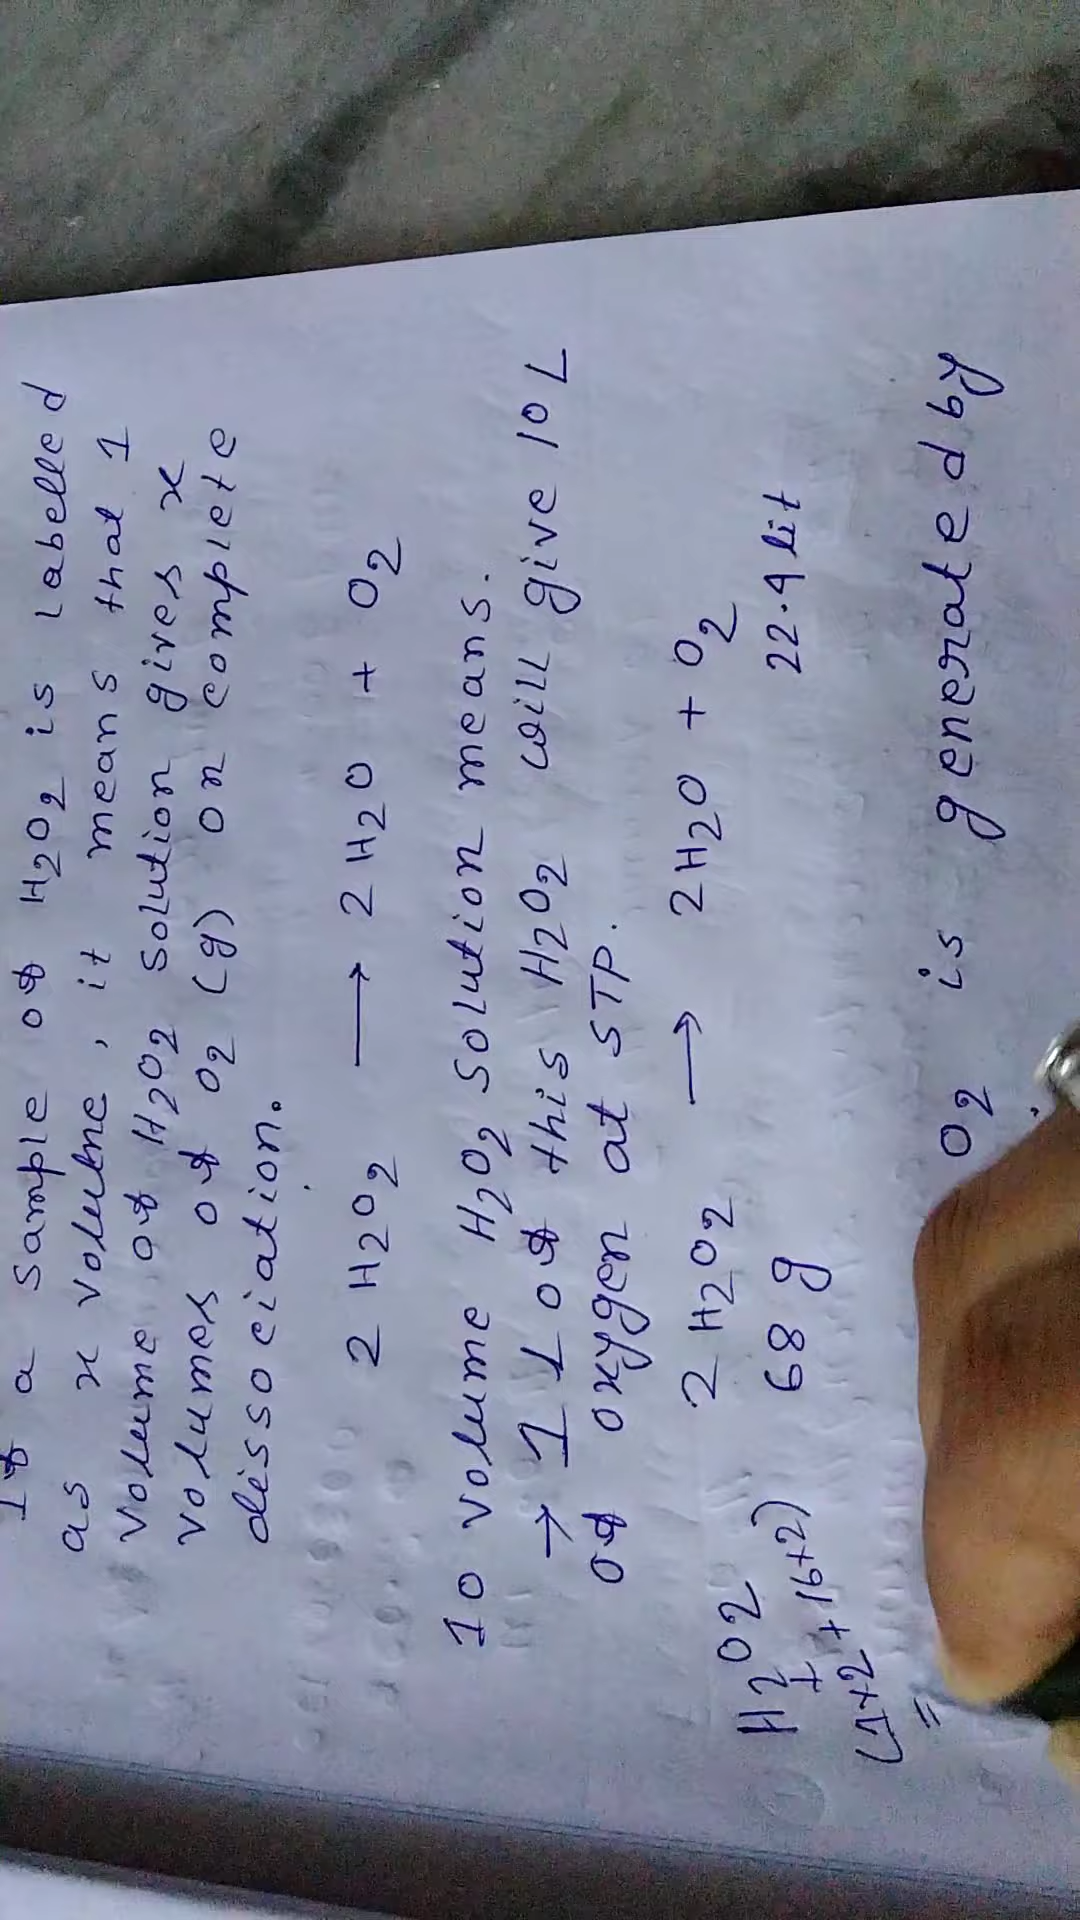 If a sample of H2O2 is labelled
as x volume, it means that 1
volume of H2O2 solution gives x
volumes of O2 (g) on complete
dissociation.
2 H2O2 → 2 H2O + O2
10 volume H2O2 solution means.
→ 1 L of this H2O2 will give 10 L
of oxygen at STP.
2 H2O2 → 2H2O + O2
68 g 22.4 lit
H2O2
(1×2 + 16×2)
=
O2 is generated by